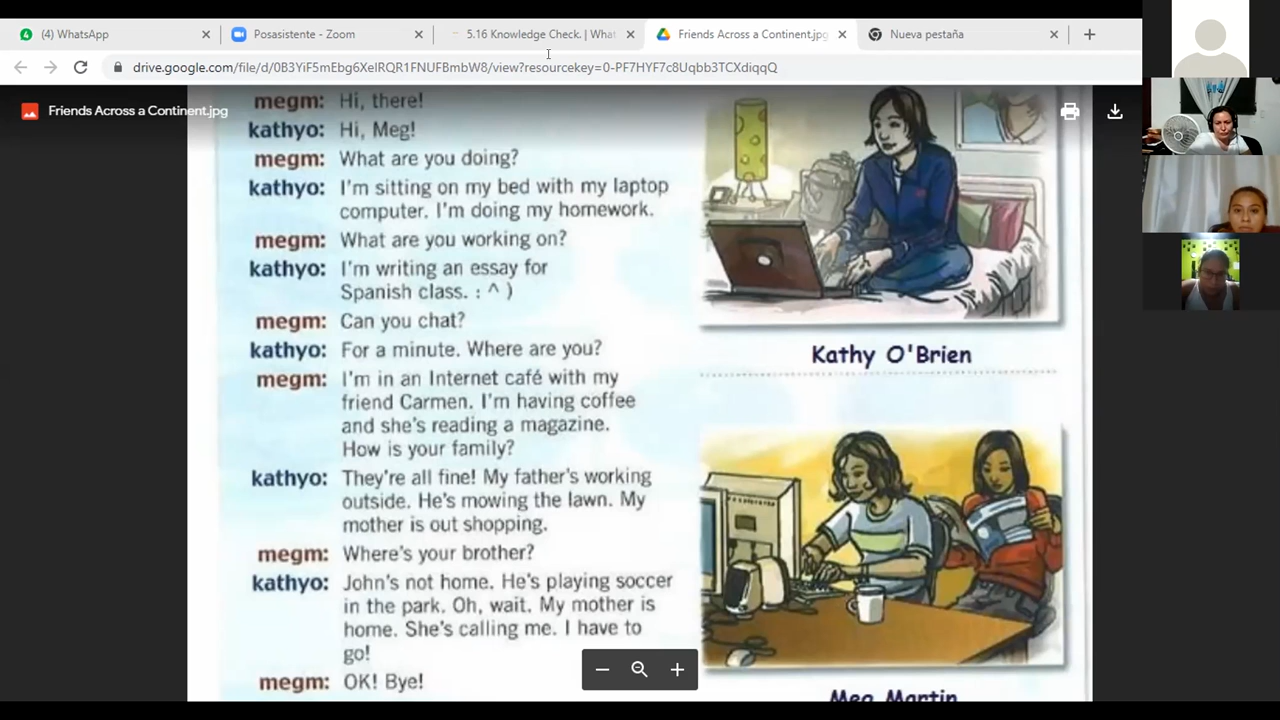 (4) WhatsApp
Posasistente - Zoom
5.16 Knowledge Check. | What
Friends Across a Continent.jpg
Nueva pestaña
drive.google.com/file/d/0B3YiF5mEbg6XelRQR1FNUFBmbW8/view?resourcekey=0-PF7HYF7c8Uqbb3TCXdiqqQ
Friends Across a Continent.jpg
megm: Hi, there!
kathyo: Hi, Meg!
megm: What are you doing?
kathyo: I'm sitting on my bed with my laptop
computer. I'm doing my homework.
megm: What are you working on?
kathyo: I'm writing an essay for
Spanish class. : ^ )
megm: Can you chat?
kathyo: For a minute. Where are you?
megm: I'm in an Internet café with my
friend Carmen. I'm having coffee
and she's reading a magazine.
How is your family?
kathyo: They're all fine! My father's working
outside. He's mowing the lawn. My
mother is out shopping.
megm: Where's your brother?
kathyo: John's not home. He's playing soccer
in the park. Oh, wait. My mother is
home. She's calling me. I have to
go!
megm: OK! Bye!
Kathy O'Brien
Meg Martin